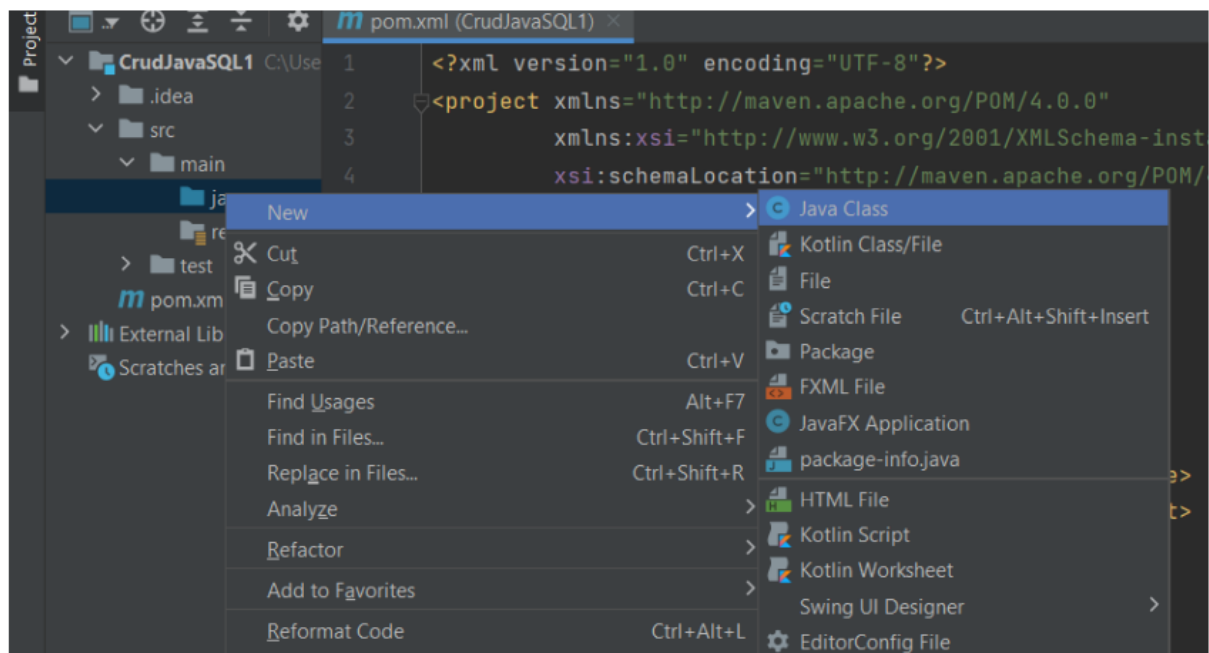 Project
pom.xml (CrudJavaSQL1)
CrudJavaSQL1 C:\Use
.idea
src
main
ja
re
test
pom.xm
External Lib
Scratches ar
1 <?xml version="1.0" encoding="UTF-8"?>
2 <project xmlns="http://maven.apache.org/POM/4.0.0"
3 xmlns:xsi="http://www.w3.org/2001/XMLSchema-inst
4 xsi:schemaLocation="http://maven.apache.org/POM/
New
Cut Ctrl+X
Copy Ctrl+C
Copy Path/Reference...
Paste Ctrl+V
Find Usages Alt+F7
Find in Files... Ctrl+Shift+F
Replace in Files... Ctrl+Shift+R
Analyze
Refactor
Add to Favorites
Reformat Code Ctrl+Alt+L
Java Class
Kotlin Class/File
File
Scratch File Ctrl+Alt+Shift+Insert
Package
FXML File
JavaFX Application
package-info.java
HTML File
Kotlin Script
Kotlin Worksheet
Swing UI Designer
EditorConfig File
e>
t>